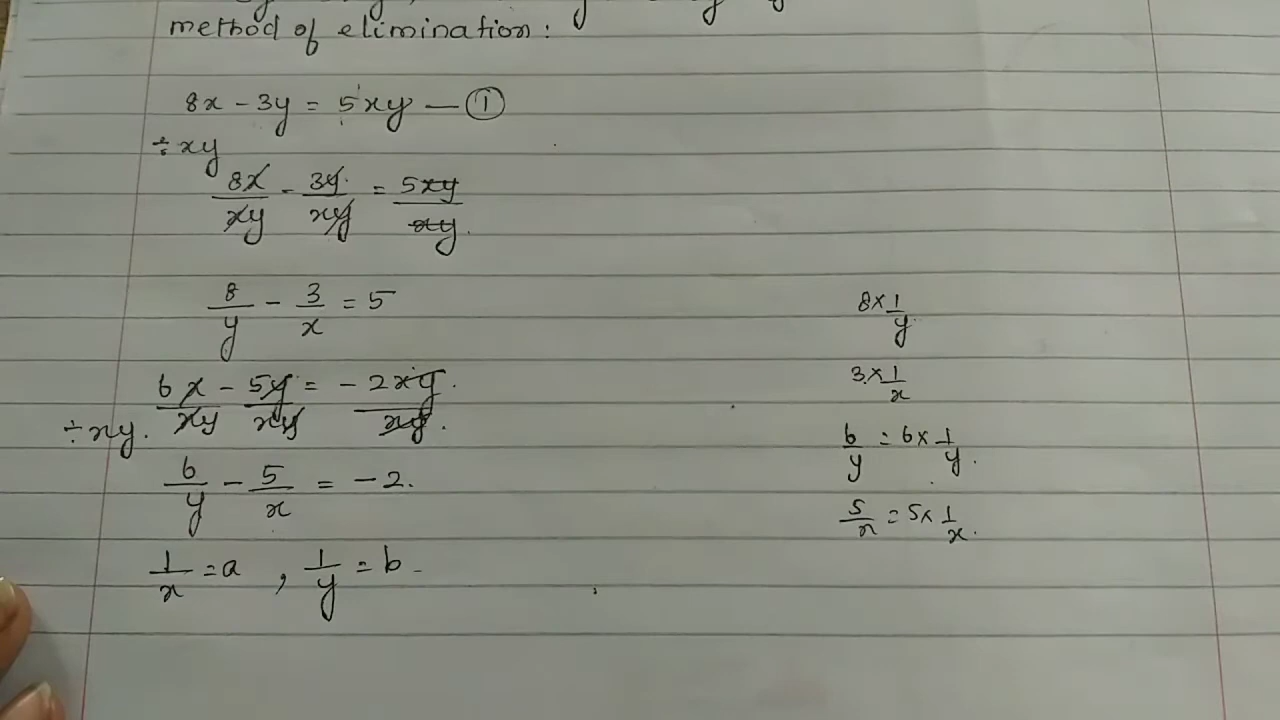 method of elimination:
8x - 3y = 5xy — ①
÷xy
8x/xy - 3y/xy = 5xy/xy.
8/y - 3/x = 5
8 × 1/y
6x/xy - 5y/xy = -2xy/xy.
÷xy.
3 × 1/x
6/y = 6 × 1/y.
6/y - 5/x = -2.
5/x = 5 × 1/x.
1/x = a , 1/y = b -